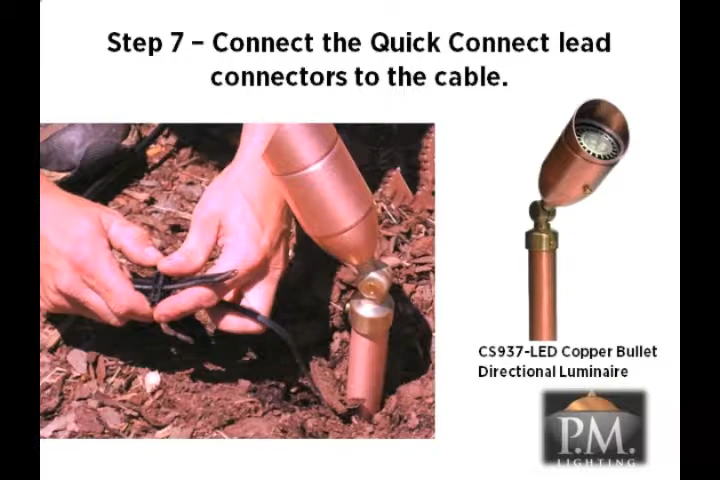 Step 7 – Connect the Quick Connect lead
connectors to the cable.
CS937-LED Copper Bullet
Directional Luminaire
P.M.
LIGHTING